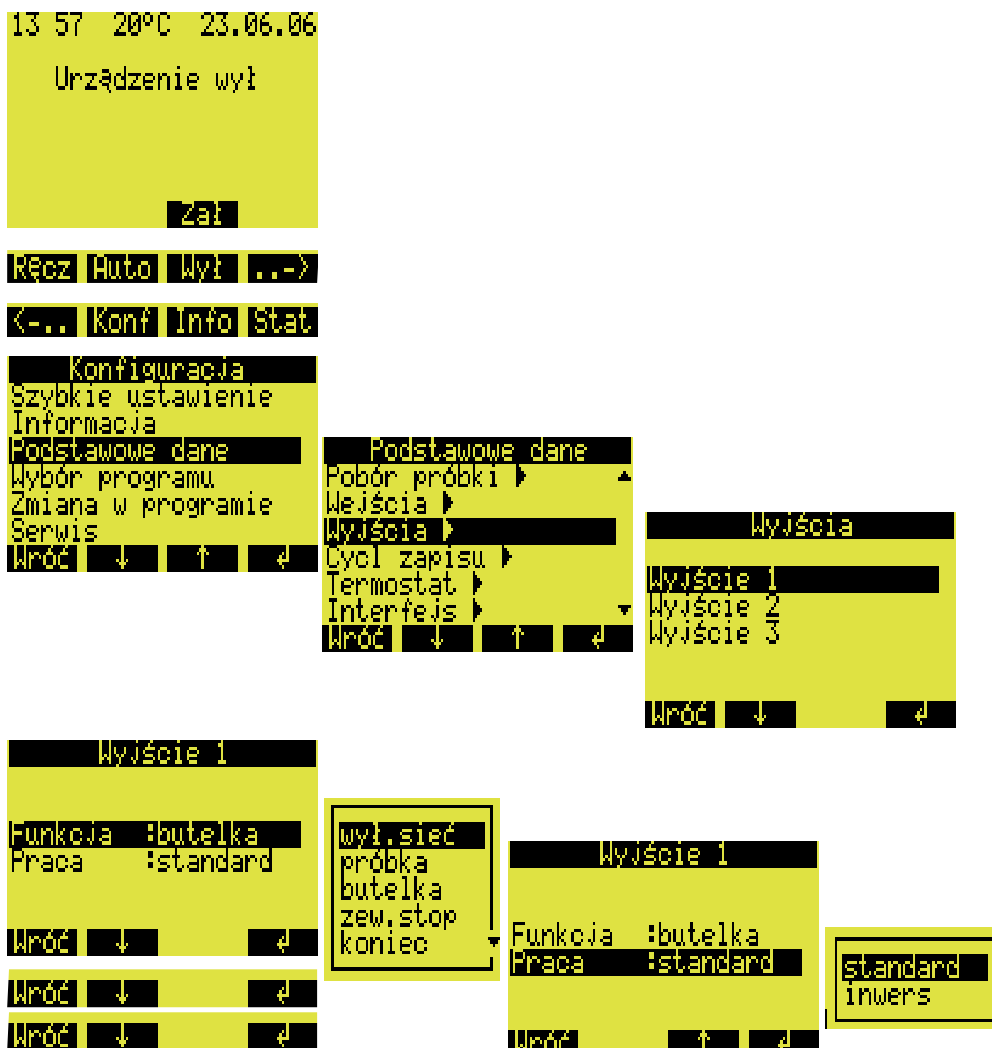 13 57 20°C 23.06.06
Urządzenie wył
Zał
Ręcz Auto Wył ..->
<-.. Konf Info Stat
Konfiguracja
Szybkie ustawienie
Informacja
Podstawowe dane
Wybór programu
Zmiana w programie
Serwis
Wróć ↓ ↑ ↲
Podstawowe dane
Pobór próbki ▶ ▲
Wejścia ▶
Wyjścia ▶
Cycl zapisu ▶
Termostat ▶
Interfejs ▶ ▼
Wróć ↓ ↑ ↲
Wyjścia
Wyjście 1
Wyjście 2
Wyjście 3
Wróć ↓ ↲
Wyjście 1
Funkcja :butelka
Praca :standard
Wróć ↓ ↲
Wróć ↓ ↲
Wróć ↓ ↲
wył.sieć
próbka
butelka
zew.stop
koniec ▼
Wyjście 1
Funkcja :butelka
Praca :standard
Wróć ↑ ↲
standard
inwers